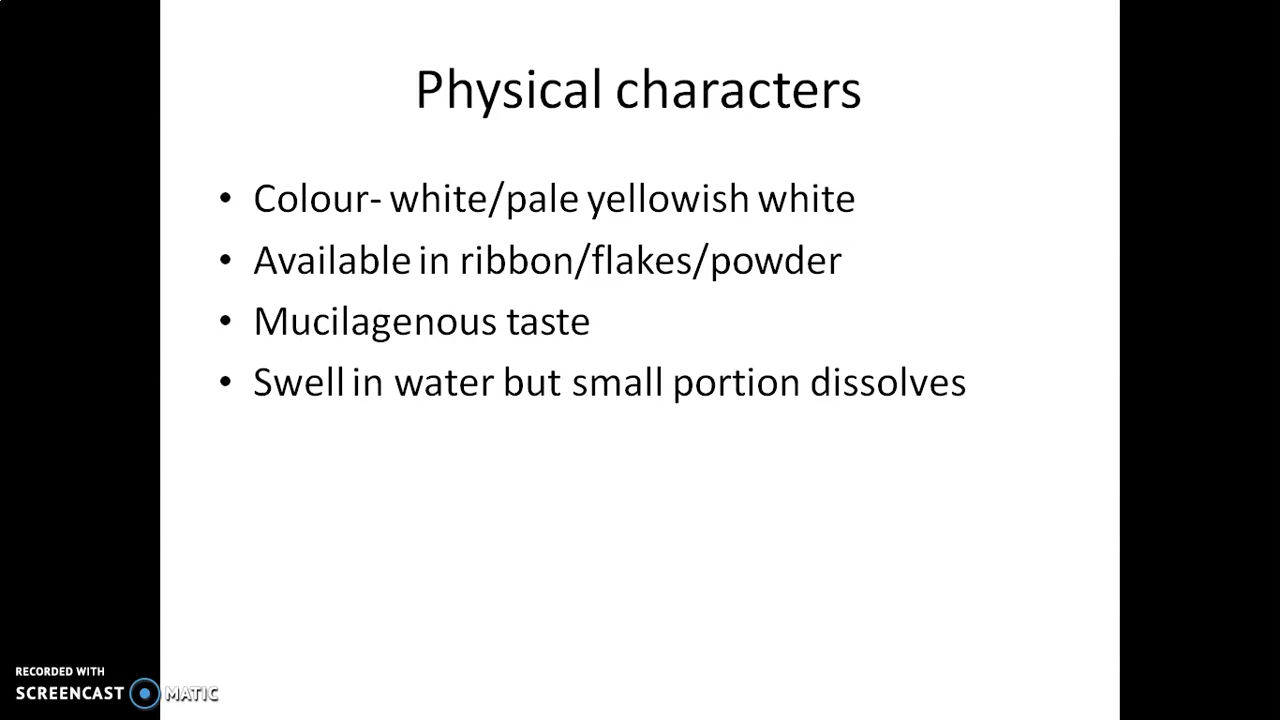 Physical characters
• Colour- white/pale yellowish white
• Available in ribbon/flakes/powder
• Mucilagenous taste
• Swell in water but small portion dissolves
RECORDED WITH
SCREENCAST MATIC